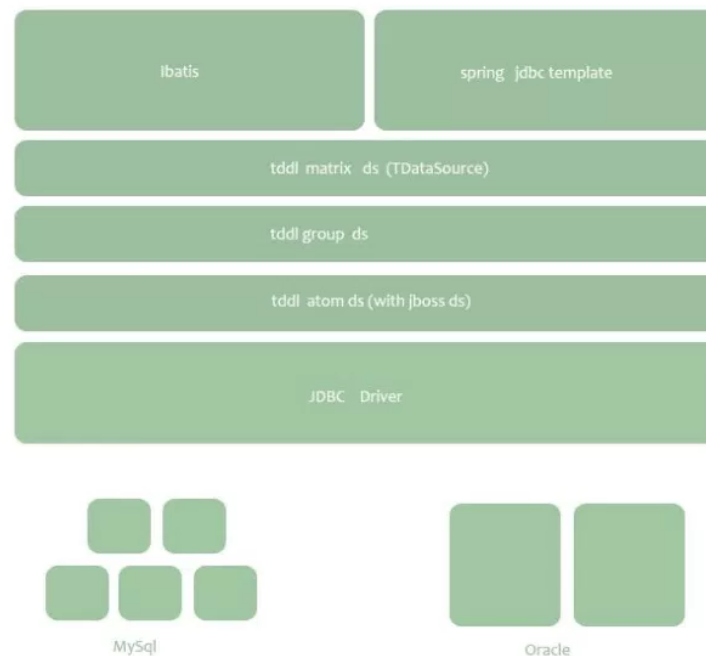 Ibatis
spring jdbc template
tddl matrix ds (TDataSource)
tddl group ds
tddl atom ds (with jboss ds)
JDBC Driver
MySql
Oracle